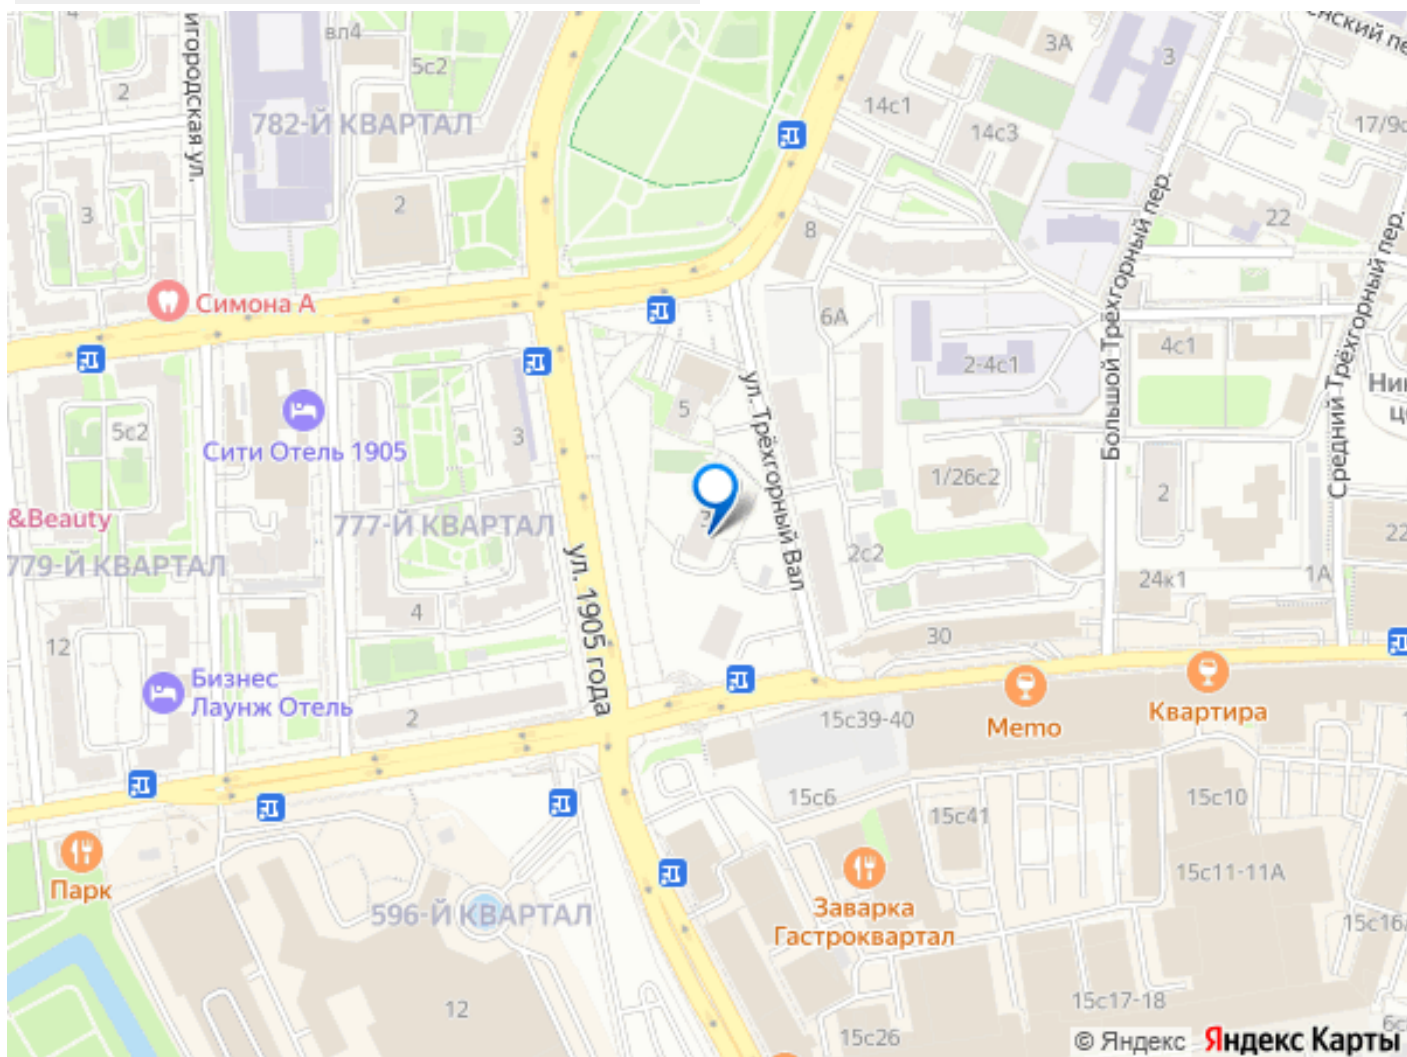 вл4
5с2
3А
3
2
14с1
14с3
17/9с
782-Й КВАРТАЛ
2
3
8
22
Симона А
6А
4с1
2-4с1
Большой Трёхгорный пер.
Средний Трёхгорный пер.
5
ул. Трёхгорный Вал
5с2
3
Сити Отель 1905
1/26с2
2
&Beauty
777-Й КВАРТАЛ
779-Й КВАРТАЛ
2с2
22
24к1
1А
4
ул. 1905 года
12
30
Бизнес
Лаунж Отель
2
15с39-40
Memo
Квартира
15с6
15с10
15с41
Парк
15с11-11А
Заварка
Гастроквартал
596-Й КВАРТАЛ
12
15с17-18
15с26
© Яндекс
Яндекс Карты